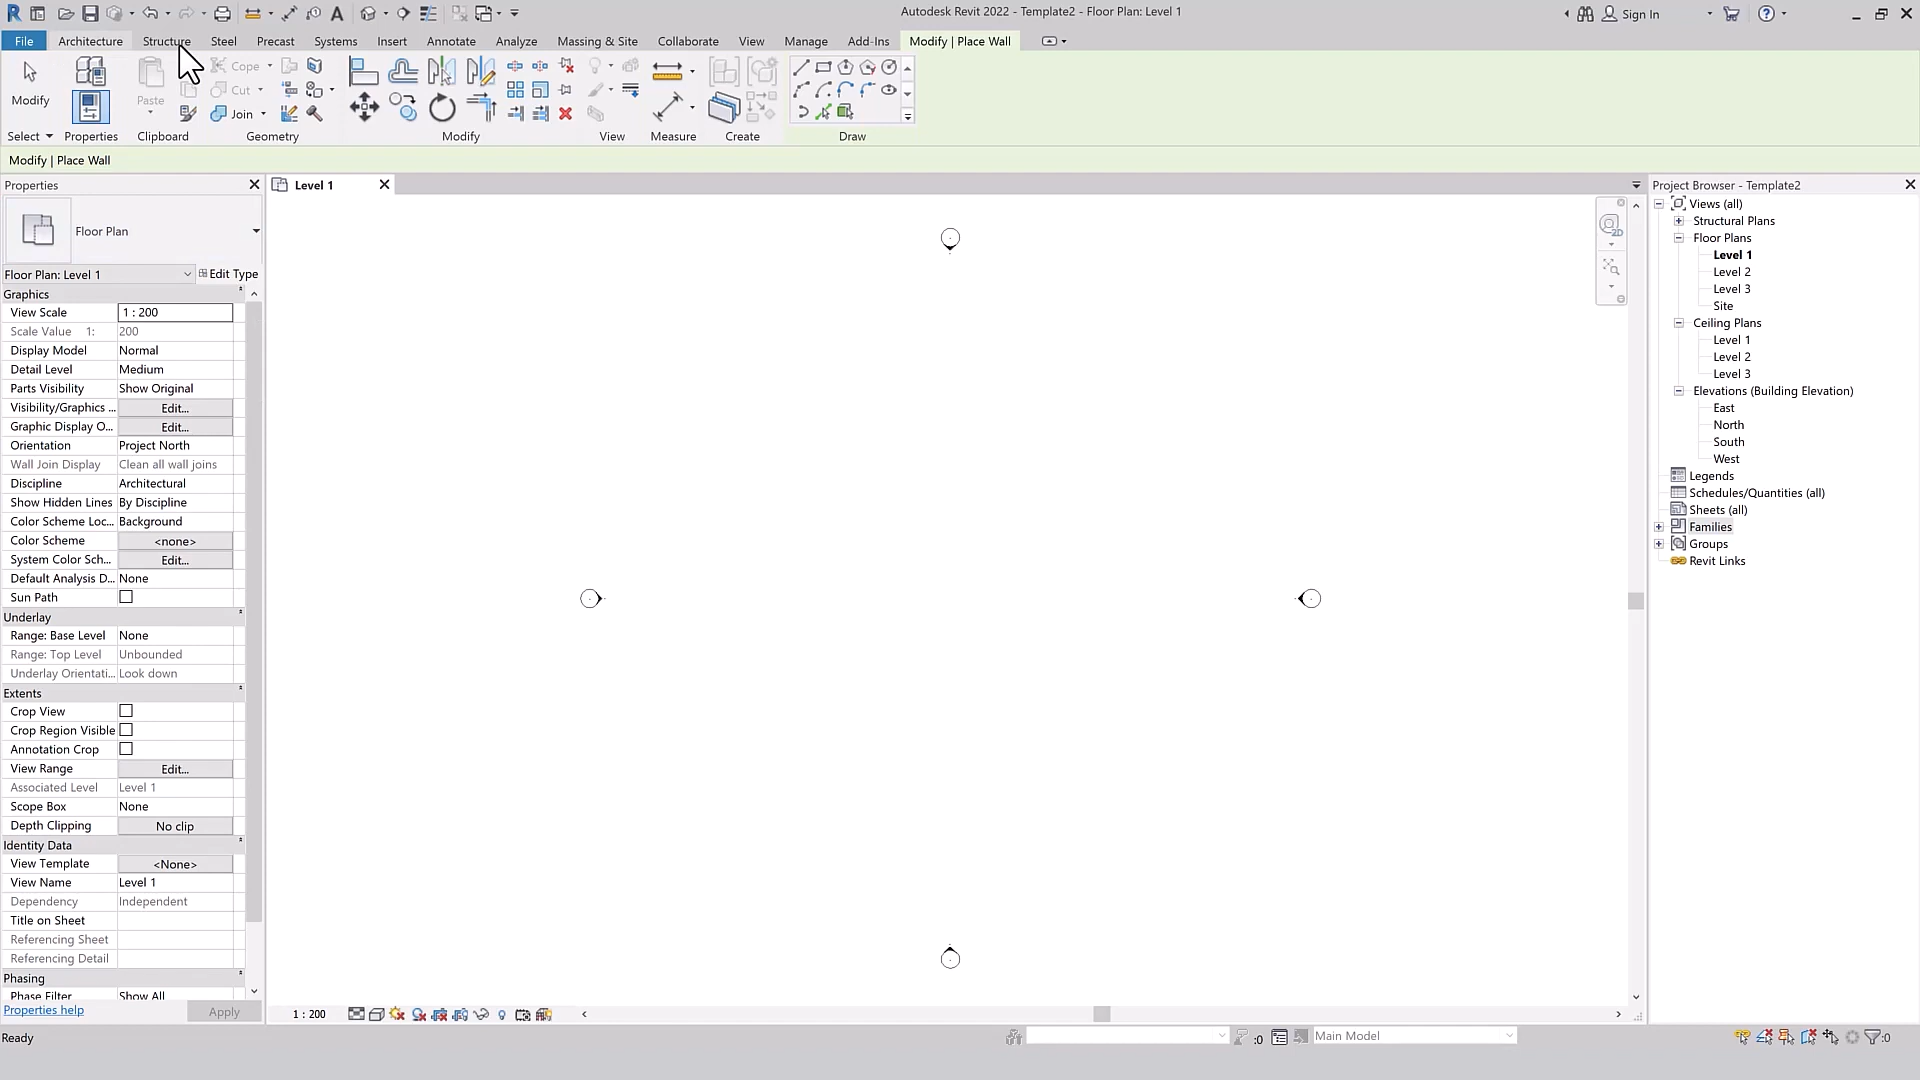 Autodesk Revit 2022 - Template2 - Floor Plan: Level 1
Sign In
File Architecture Structure Steel Precast Systems Insert Annotate Analyze Massing & Site Collaborate View Manage Add-Ins Modify | Place Wall
Modify
Paste
Cope
Cut
Join
Select Properties Clipboard Geometry Modify View Measure Create Draw
Modify | Place Wall
Properties
Floor Plan
Floor Plan: Level 1 Edit Type
Graphics
View Scale 1 : 200
Scale Value 1: 200
Display Model Normal
Detail Level Medium
Parts Visibility Show Original
Visibility/Graphics ... Edit...
Graphic Display O... Edit...
Orientation Project North
Wall Join Display Clean all wall joins
Discipline Architectural
Show Hidden Lines By Discipline
Color Scheme Loc... Background
Color Scheme <none>
System Color Sch... Edit...
Default Analysis D... None
Sun Path
Underlay
Range: Base Level None
Range: Top Level Unbounded
Underlay Orientati... Look down
Extents
Crop View
Crop Region Visible
Annotation Crop
View Range Edit...
Associated Level Level 1
Scope Box None
Depth Clipping No clip
Identity Data
View Template <None>
View Name Level 1
Dependency Independent
Title on Sheet
Referencing Sheet
Referencing Detail
Phasing
Phase Filter Show All
Properties help Apply
Level 1
2D
1 : 200
Project Browser - Template2
Views (all)
Structural Plans
Floor Plans
Level 1
Level 2
Level 3
Site
Ceiling Plans
Level 1
Level 2
Level 3
Elevations (Building Elevation)
East
North
South
West
Legends
Schedules/Quantities (all)
Sheets (all)
Families
Groups
Revit Links
Ready
:0
Main Model
:0